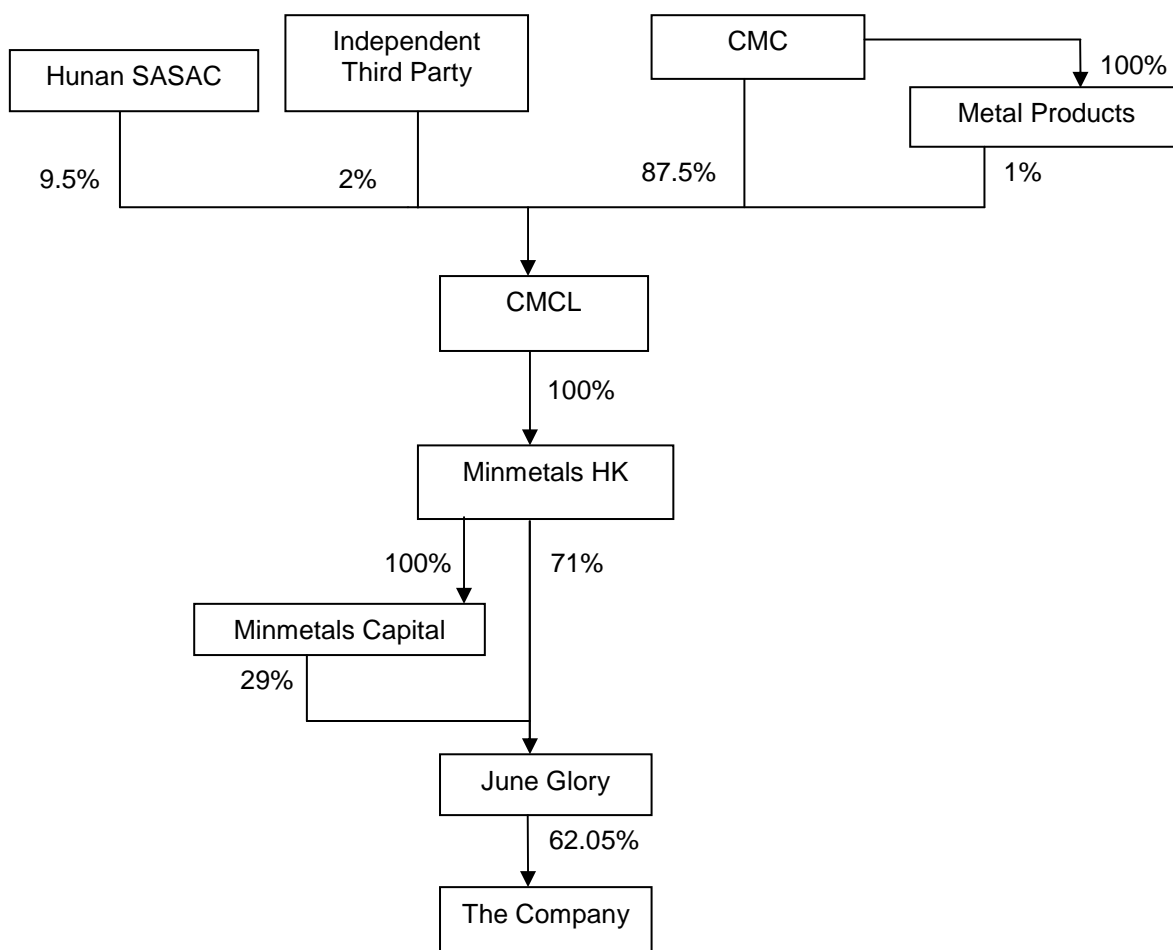 Hunan SASAC
Independent
Third Party
CMC
100%
Metal Products
9.5%
2%
87.5%
1%
CMCL
100%
Minmetals HK
100%
71%
Minmetals Capital
29%
June Glory
62.05%
The Company